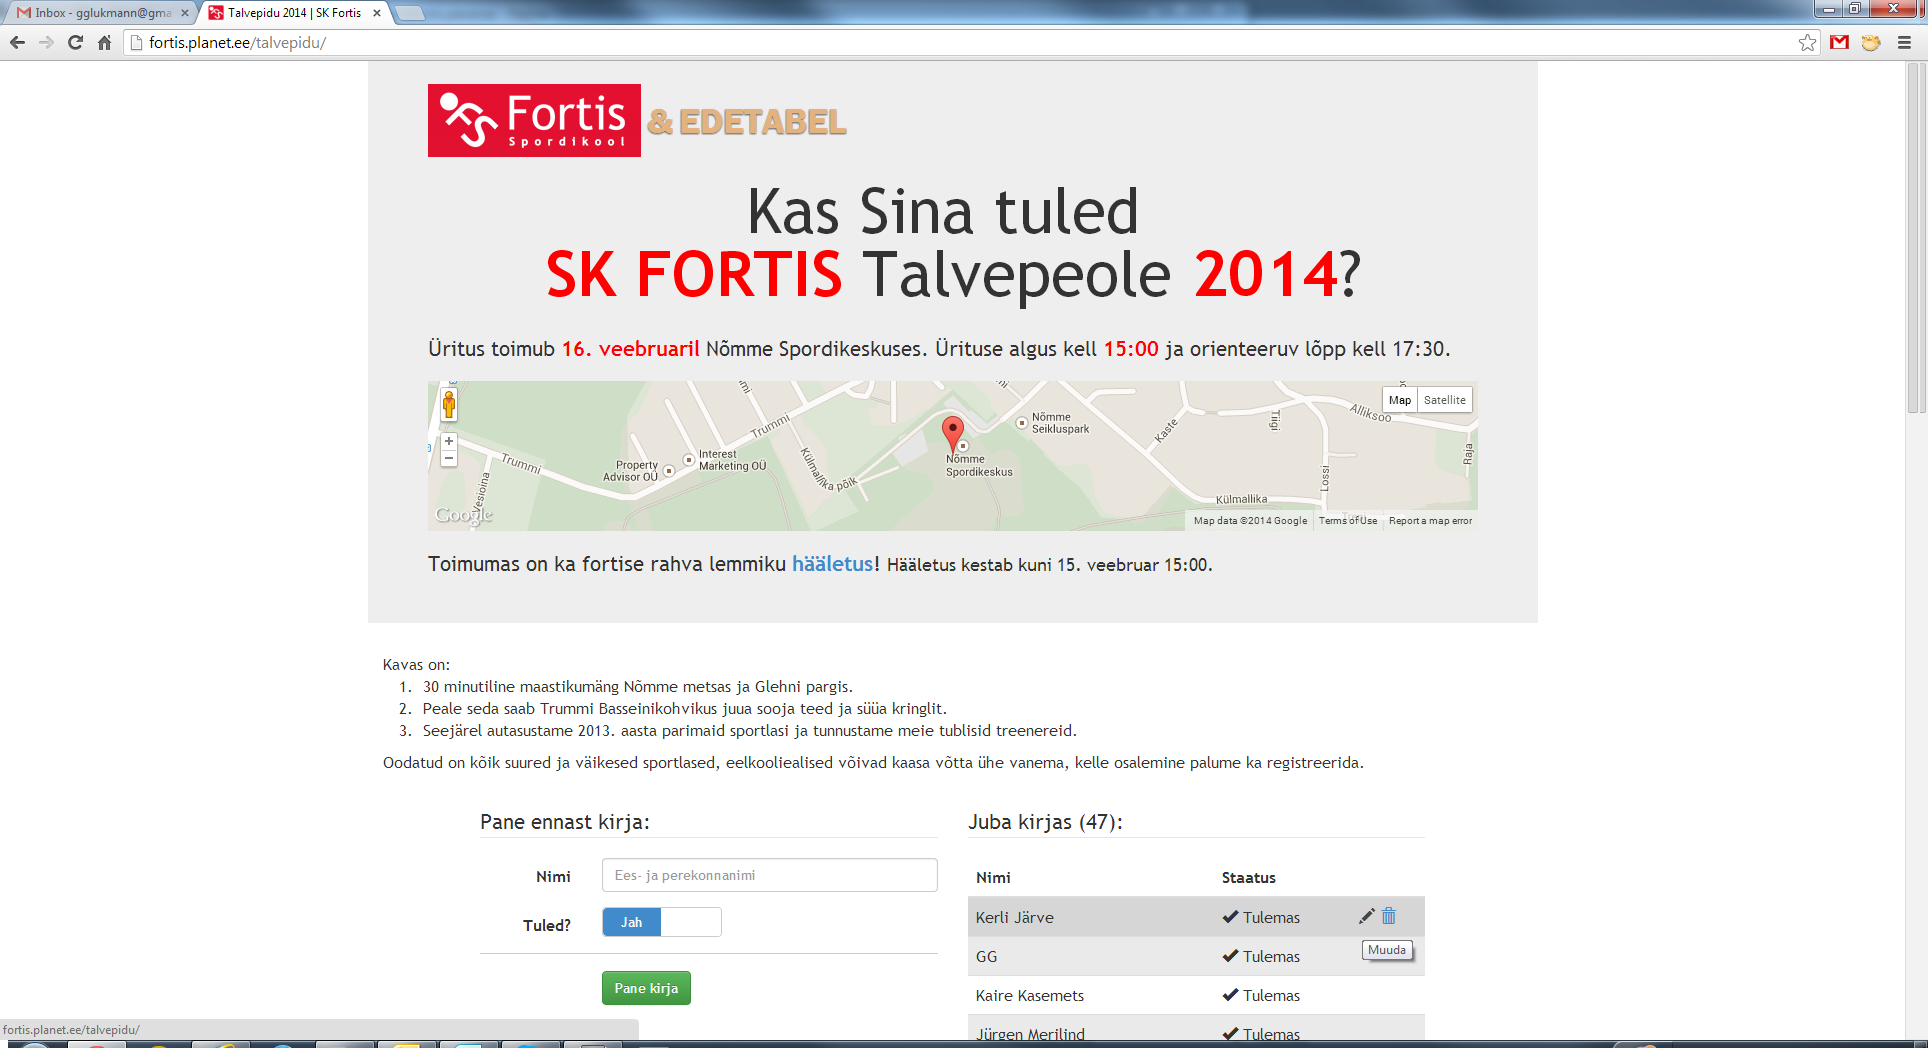 Inbox - gglukmann@gma
Talvepidu 2014 | SK Fortis
fortis.planet.ee/talvepidu/
Fortis
Spordikool
& EDETABEL
Kas Sina tuled
SK FORTIS Talvepeole 2014?
Üritus toimub 16. veebruaril Nõmme Spordikeskuses. Ürituse algus kell 15:00 ja orienteeruv lõpp kell 17:30.
Map
Satellite
Trummi
Trummi
Vesioina
Property
Advisor OÜ
Interest
Marketing OÜ
Külmallika põik
Nõmme
Spordikeskus
Nõmme
Seikluspark
Kaste
Tiigi
Alliksoo
Raja
Lossi
Külmallika
Google
Map data ©2014 Google
Terms of Use
Report a map error
Toimumas on ka fortise rahva lemmiku hääletus! Hääletus kestab kuni 15. veebruar 15:00.
Kavas on:
1. 30 minutiline maastikumäng Nõmme metsas ja Glehni pargis.
2. Peale seda saab Trummi Basseinikohvikus juua sooja teed ja süüa kringlit.
3. Seejärel autasustame 2013. aasta parimaid sportlasi ja tunnustame meie tublisid treenereid.
Oodatud on kõik suured ja väikesed sportlased, eelkooliealised võivad kaasa võtta ühe vanema, kelle osalemine palume ka registreerida.
Pane ennast kirja:
Nimi
Ees- ja perekonnanimi
Tuled?
Jah
Pane kirja
Juba kirjas (47):
Nimi Staatus
Kerli Järve Tulemas
Muuda
GG Tulemas
Kaire Kasemets Tulemas
Jürgen Merilind Tulemas
fortis.planet.ee/talvepidu/